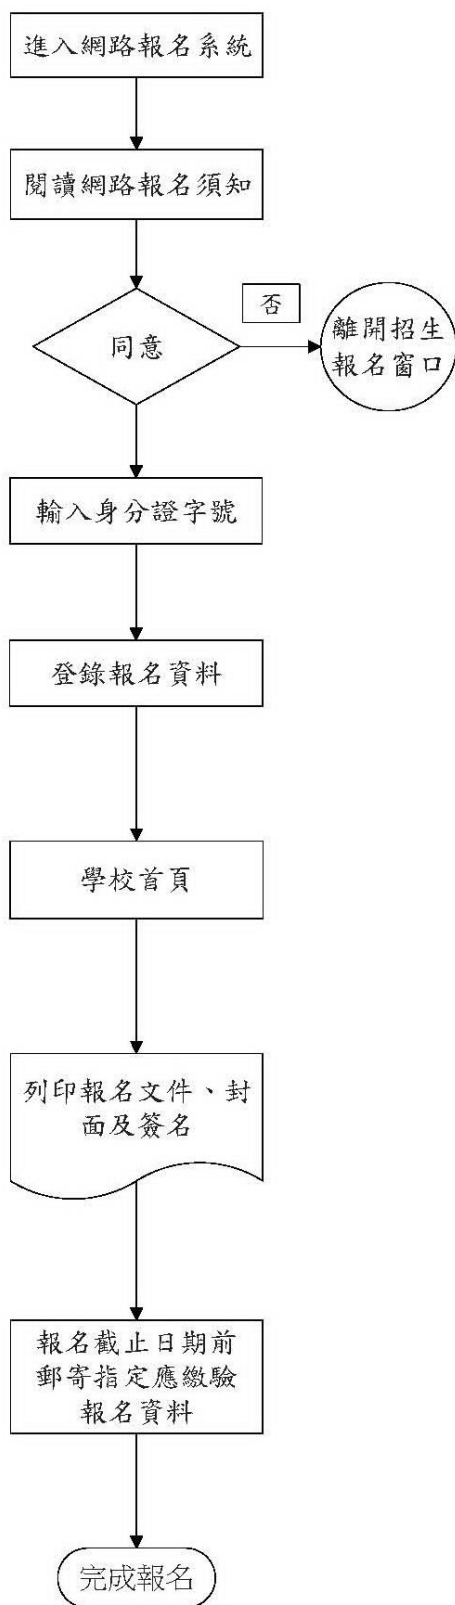 進入網路報名系統
閱讀網路報名須知
同意
否
離開招生
報名窗口
輸入身分證字號
登錄報名資料
學校首頁
列印報名文件、封
面及簽名
報名截止日期前
郵寄指定應繳驗
報名資料
完成報名